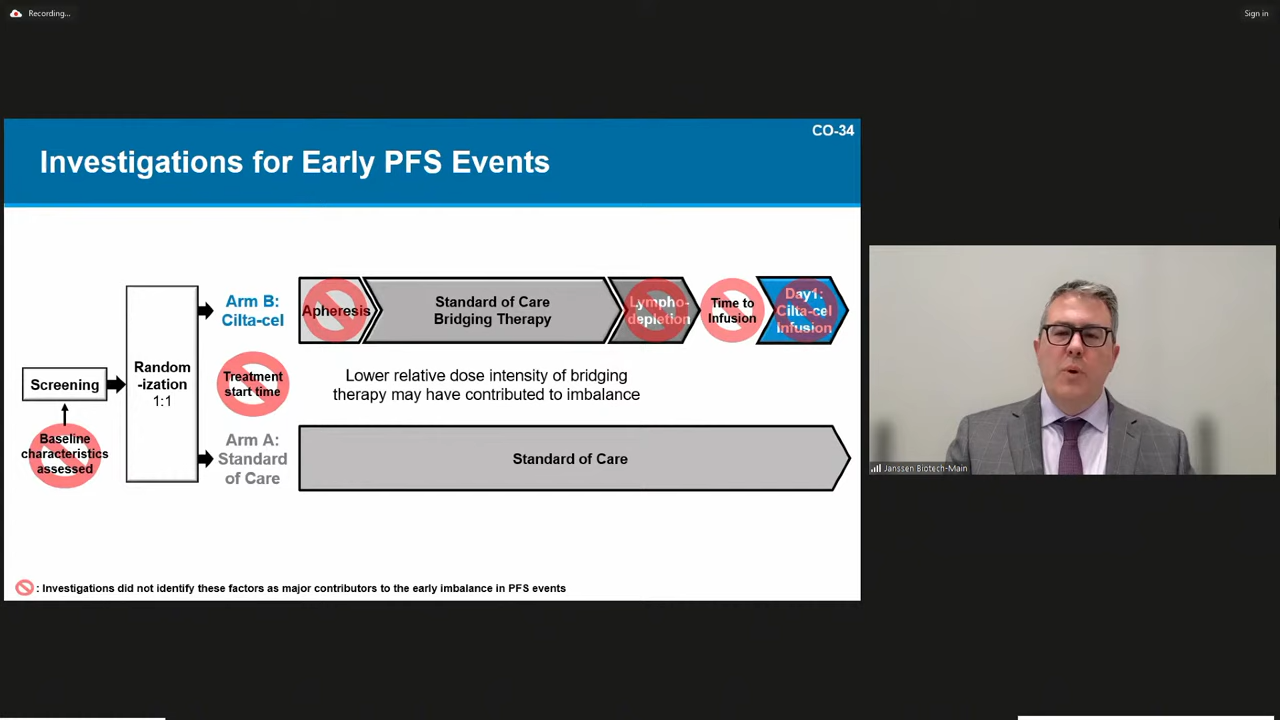 Recording...
Sign in
CO-34
Investigations for Early PFS Events
Arm B:
Cilta-cel
Apheresis
Standard of Care
Bridging Therapy
Lympho-
depletion
Time to
Infusion
Day1:
Cilta-cel
Infusion
Screening
Baseline
characteristics
assessed
Random
-ization
1:1
Treatment
start time
Lower relative dose intensity of bridging
therapy may have contributed to imbalance
Arm A:
Standard
of Care
Standard of Care
: Investigations did not identify these factors as major contributors to the early imbalance in PFS events
Janssen Biotech-Main